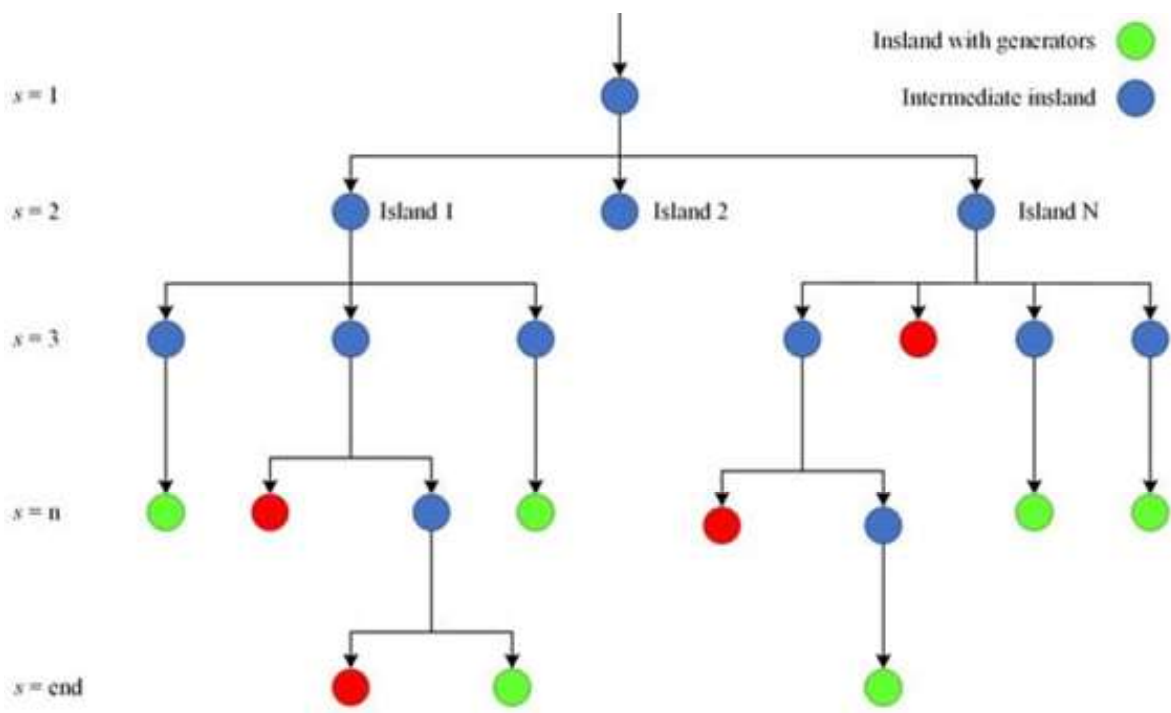 Insland with generators
Intermediate insland
s = 1
s = 2
Island 1
Island 2
Island N
s = 3
s = n
s = end